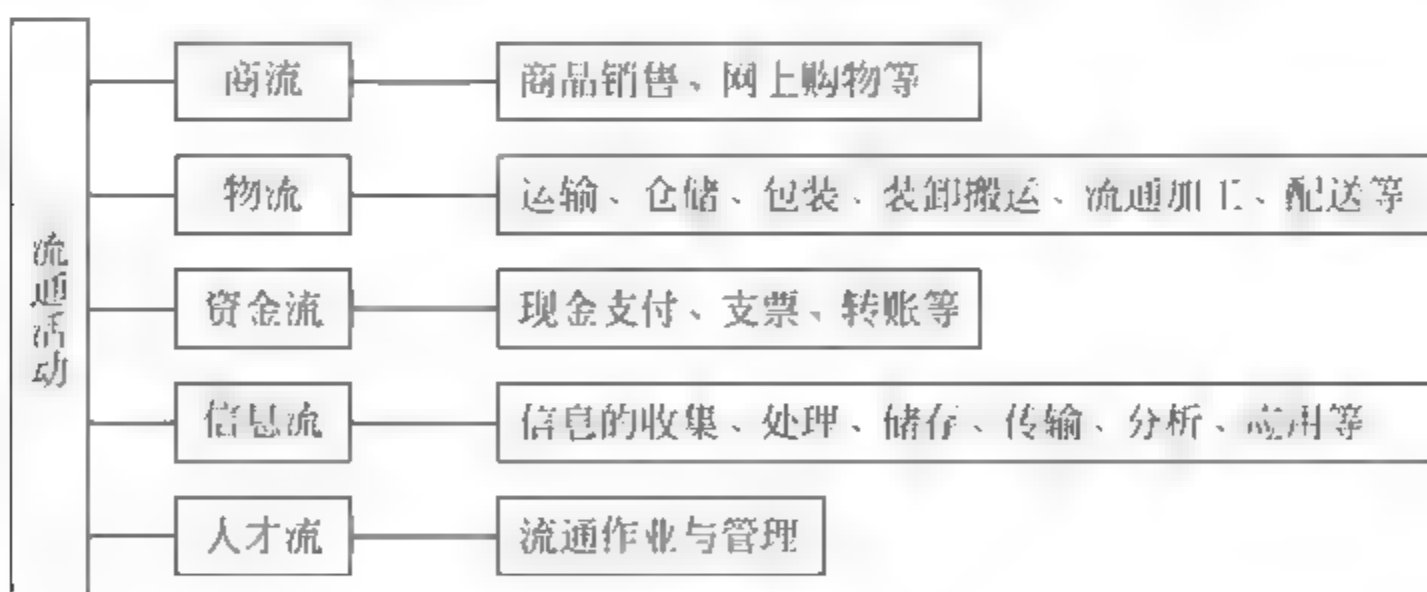 流通活动
商流
商品销售、网上购物等
物流
运输、仓储、包装、装卸搬运、流通加工、配送等
资金流
现金支付、支票、转账等
信息流
信息的收集、处理、储存、传输、分析、应用等
人才流
流通作业与管理